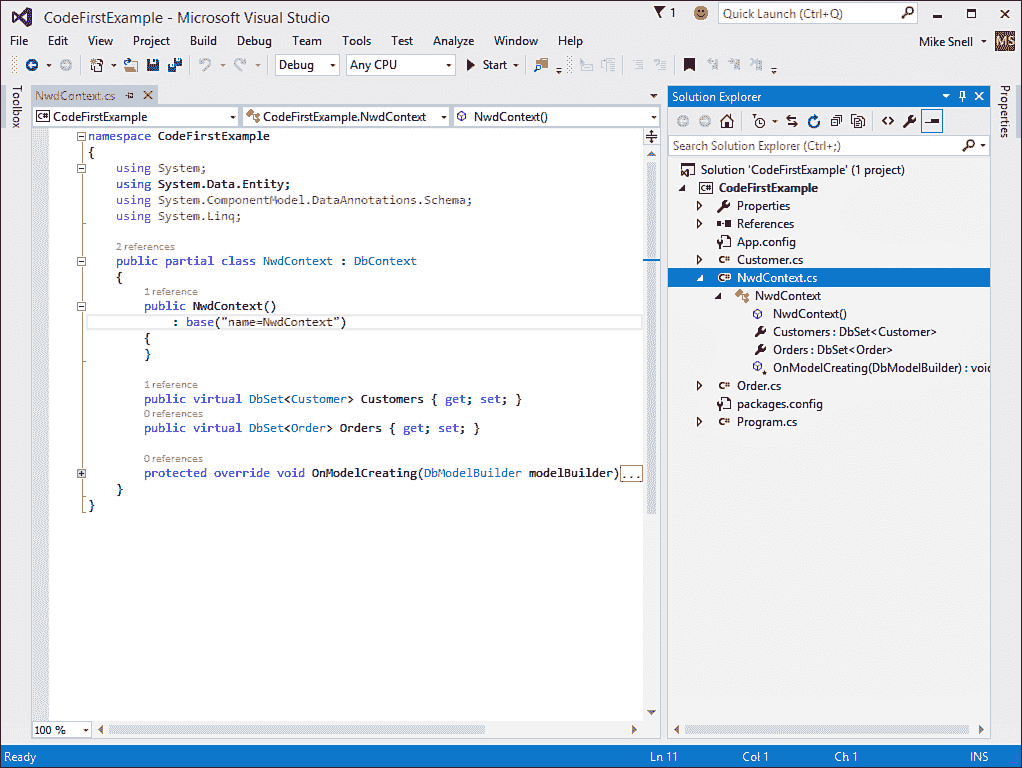 CodeFirstExample - Microsoft Visual Studio
1
Quick Launch (Ctrl+Q)
File Edit View Project Build Debug Team Tools Test Analyze Window Help
Mike Snell MS
Debug Any CPU Start
Toolbox
NwdContext.cs
CodeFirstExample CodeFirstExample.NwdContext NwdContext()
namespace CodeFirstExample
{
using System;
using System.Data.Entity;
using System.ComponentModel.DataAnnotations.Schema;
using System.Linq;
2 references
public partial class NwdContext : DbContext
{
1 reference
public NwdContext()
: base("name=NwdContext")
{
}
1 reference
public virtual DbSet<Customer> Customers { get; set; }
0 references
public virtual DbSet<Order> Orders { get; set; }
0 references
protected override void OnModelCreating(DbModelBuilder modelBuilder)...
}
}
100 %
Solution Explorer
Search Solution Explorer (Ctrl+;)
Solution 'CodeFirstExample' (1 project)
C# CodeFirstExample
Properties
References
App.config
C# Customer.cs
C# NwdContext.cs
NwdContext
NwdContext()
Customers : DbSet<Customer>
Orders : DbSet<Order>
OnModelCreating(DbModelBuilder) : void
C# Order.cs
packages.config
C# Program.cs
Properties
Ready Ln 11 Col 1 Ch 1 INS